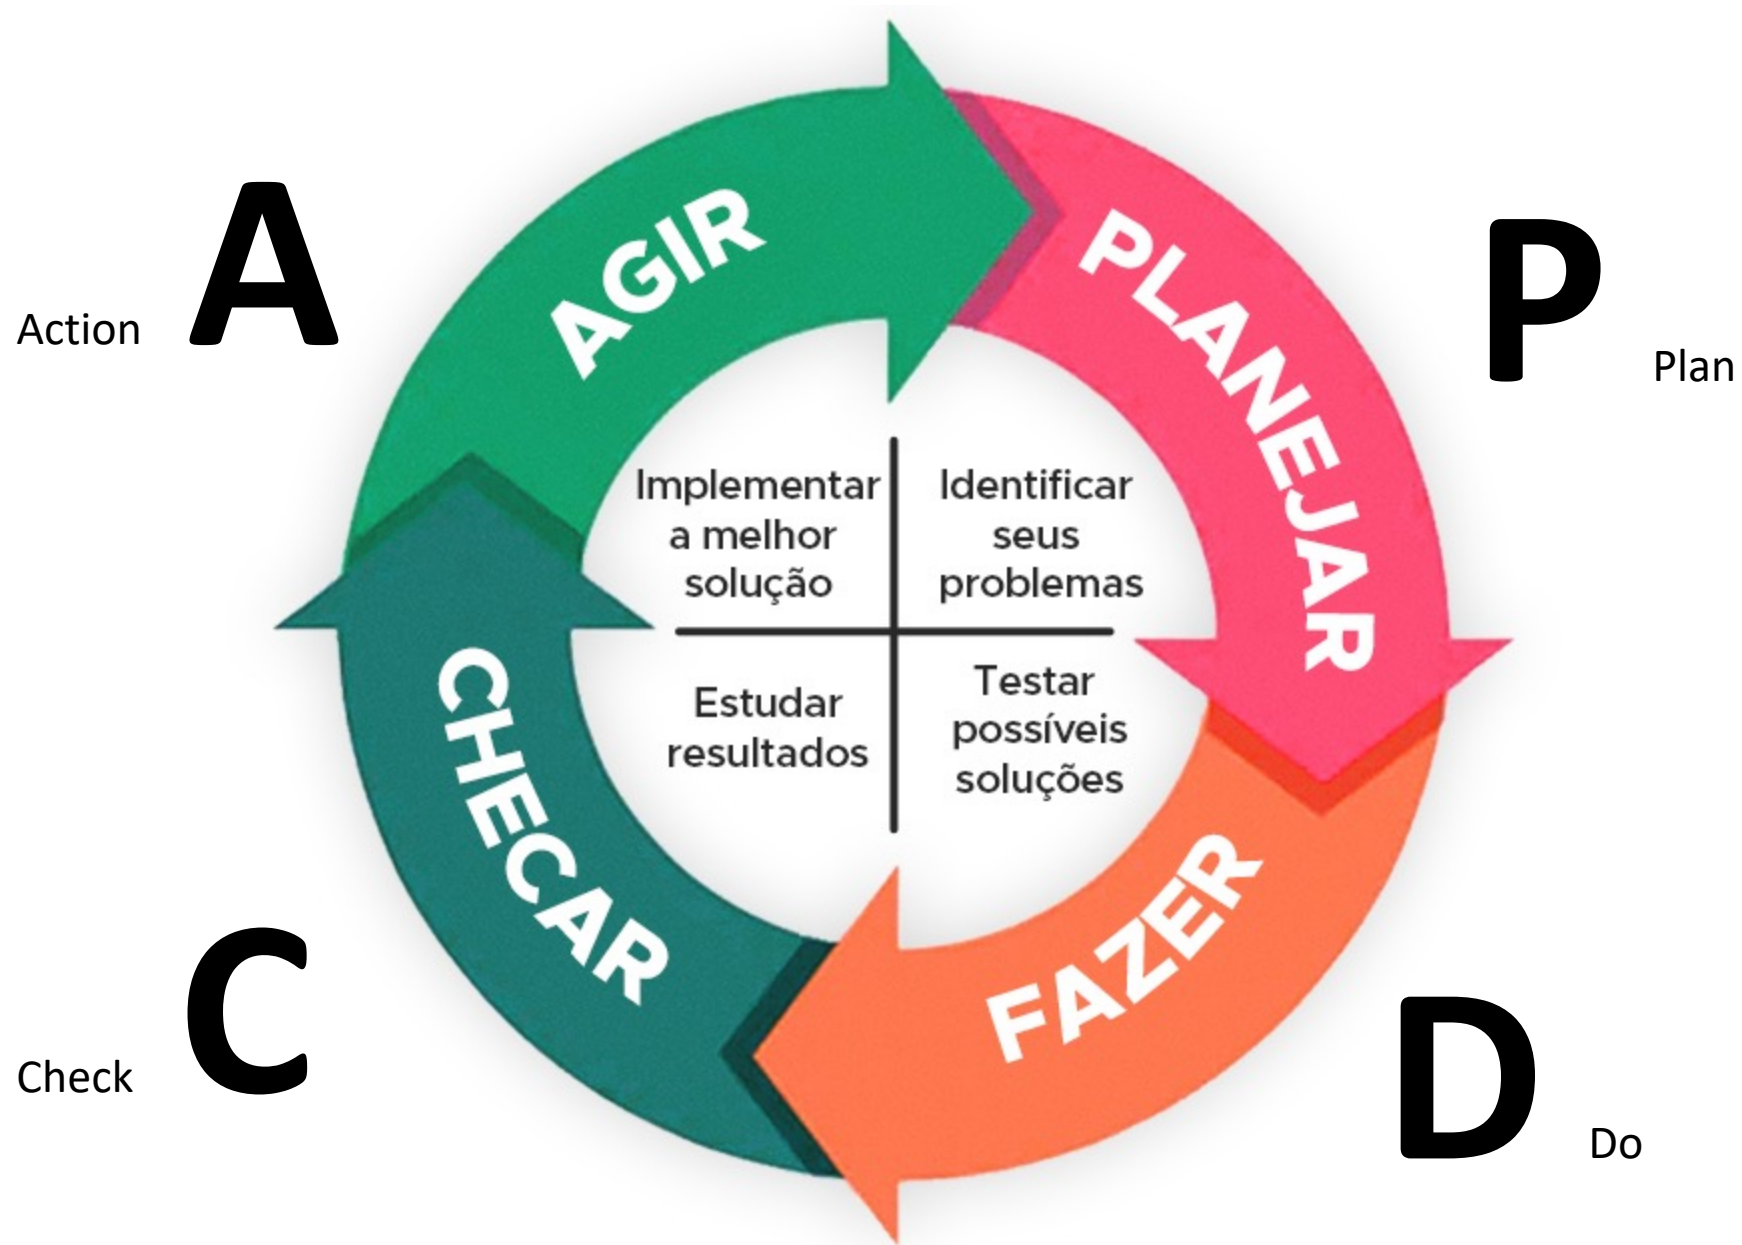 A
Action
AGIR
PLANEJAR
P
Plan
Implementar
a melhor
solução
Identificar
seus
problemas
Estudar
resultados
Testar
possíveis
soluções
CHECAR
FAZER
C
Check
D
Do